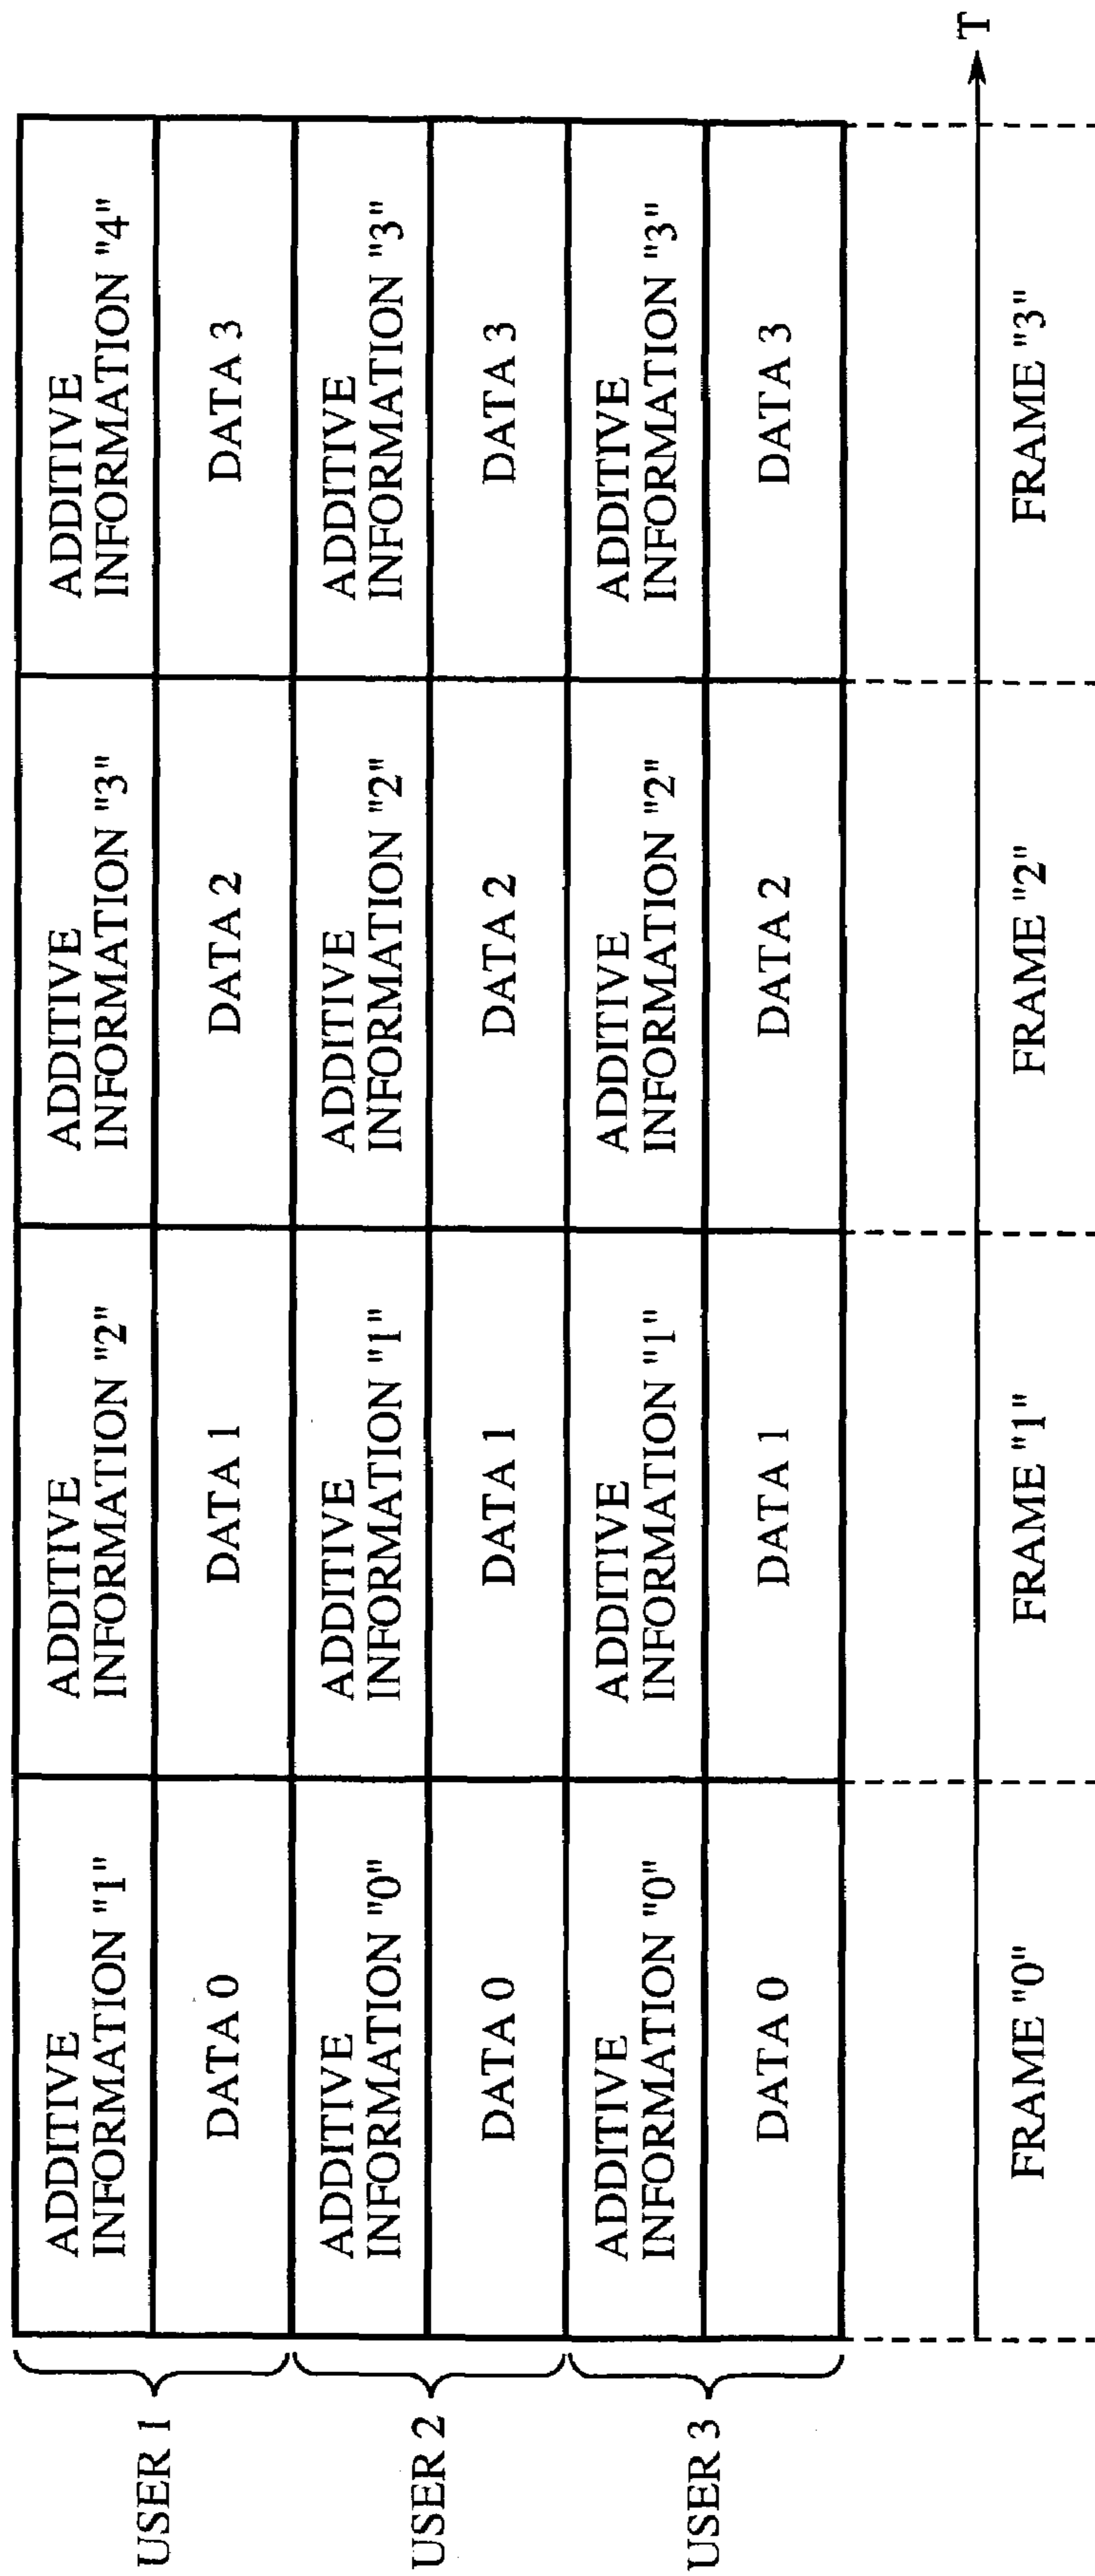 USER 1
ADDITIVE
INFORMATION "1"
ADDITIVE
INFORMATION "2"
ADDITIVE
INFORMATION "3"
ADDITIVE
INFORMATION "4"
DATA 0
DATA 1
DATA 2
DATA 3
USER 2
ADDITIVE
INFORMATION "0"
ADDITIVE
INFORMATION "1"
ADDITIVE
INFORMATION "2"
ADDITIVE
INFORMATION "3"
DATA 0
DATA 1
DATA 2
DATA 3
USER 3
ADDITIVE
INFORMATION "0"
ADDITIVE
INFORMATION "1"
ADDITIVE
INFORMATION "2"
ADDITIVE
INFORMATION "3"
DATA 0
DATA 1
DATA 2
DATA 3
T
FRAME "0"
FRAME "1"
FRAME "2"
FRAME "3"